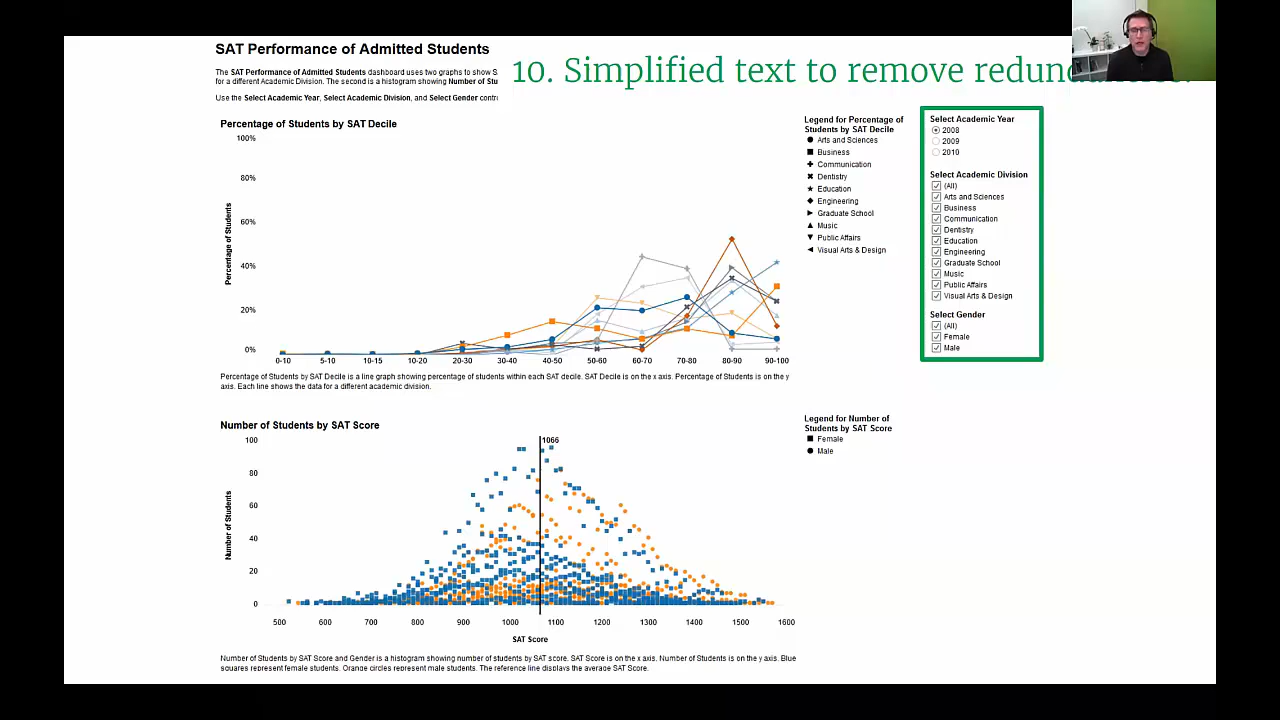 SAT Performance of Admitted Students
10. Simplified text to remove
The SAT Performance of Admitted Students dashboard uses two graphs to show
for a different Academic Division. The second is a histogram showing Number of
Use the Select Academic Year, Select Academic Division, and Select Gender
Percentage of Students by SAT Decile
100%
80%
60%
40%
20%
0%
Percentage of Students
0-10 5-10 10-15 10-20 20-30 30-40 40-50 50-60 60-70 70-80 80-90 90-100
Percentage of Students by SAT Decile is a line graph showing percentage of students within each SAT decile. SAT Decile is on the x axis. Percentage of Students is on the y
axis. Each line shows the data for a different academic division.
Legend for Percentage of
Students by SAT Decile
Arts and Sciences
Business
Communication
Dentistry
Education
Engineering
Graduate School
Music
Public Affairs
Visual Arts & Design
Select Academic Year
2008
2009
2010
Select Academic Division
(All)
Arts and Sciences
Business
Communication
Dentistry
Education
Engineering
Graduate School
Music
Public Affairs
Visual Arts & Design
Select Gender
(All)
Female
Male
Number of Students by SAT Score
100
80
60
40
20
0
Number of Students
1066
500 600 700 800 900 1000 1100 1200 1300 1400 1500 1600
SAT Score
Number of Students by SAT Score and Gender is a histogram showing number of students by SAT score. SAT Score is on the x axis. Number of Students is on the y axis. Blue
squares represent female students. Orange circles represent male students. The reference line displays the average SAT Score.
Legend for Number of
Students by SAT Score
Female
Male